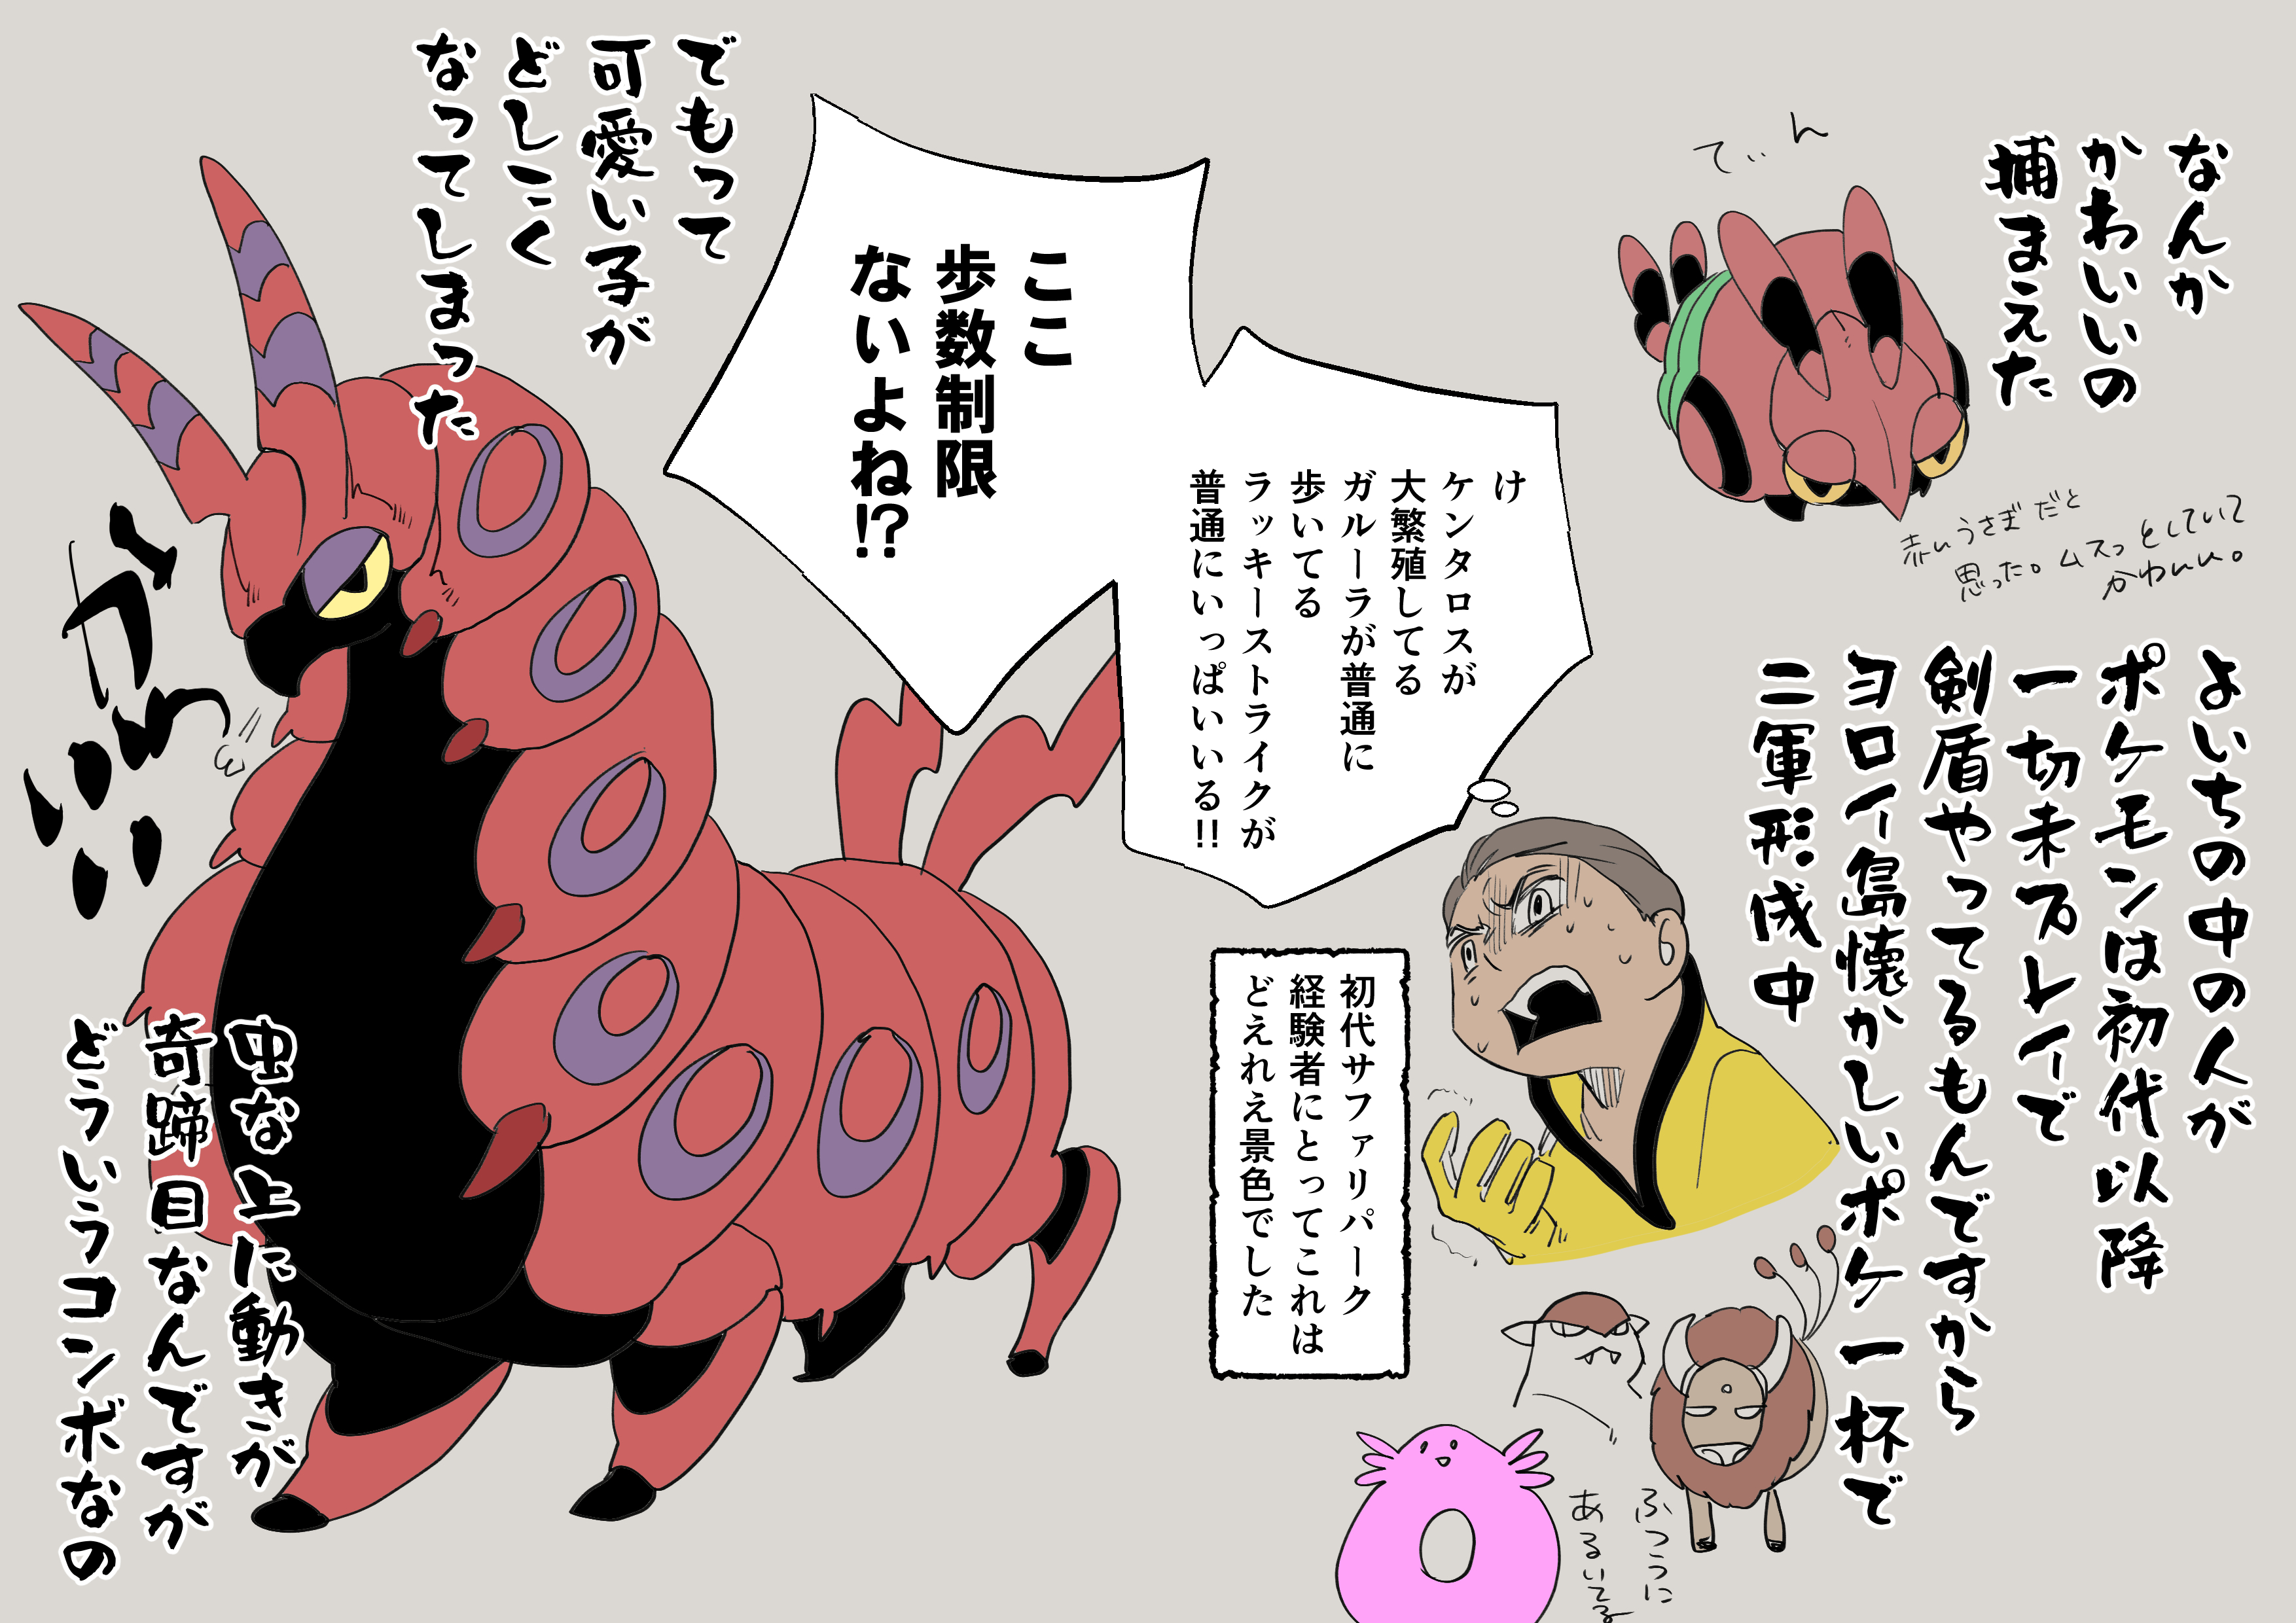 なんか
かわいいの
捕まえた
てぃん
赤いうさぎだと
思った。ムスっとしていて
かわいい。
よいちの中の人が
ポケモンは初代以降
一切未プレイで
剣盾やってるもんですから
ヨロイ島懐かしいポケ一杯で
二軍形成中
け
ケンタロスが
大繁殖してる
ガルーラが普通に
歩いてる
ラッキーストライクが
普通にいっぱいいる!!
ここ
歩数制限
ないよね!?
初代サファリパーク
経験者にとってこれは
どえれえ景色でした
ふつうに
あるいてる
でもって
可愛い子が
どしこく
なってしまった
かわいい
虫な上に動きが
奇蹄目なんですが
どういうコンボなの